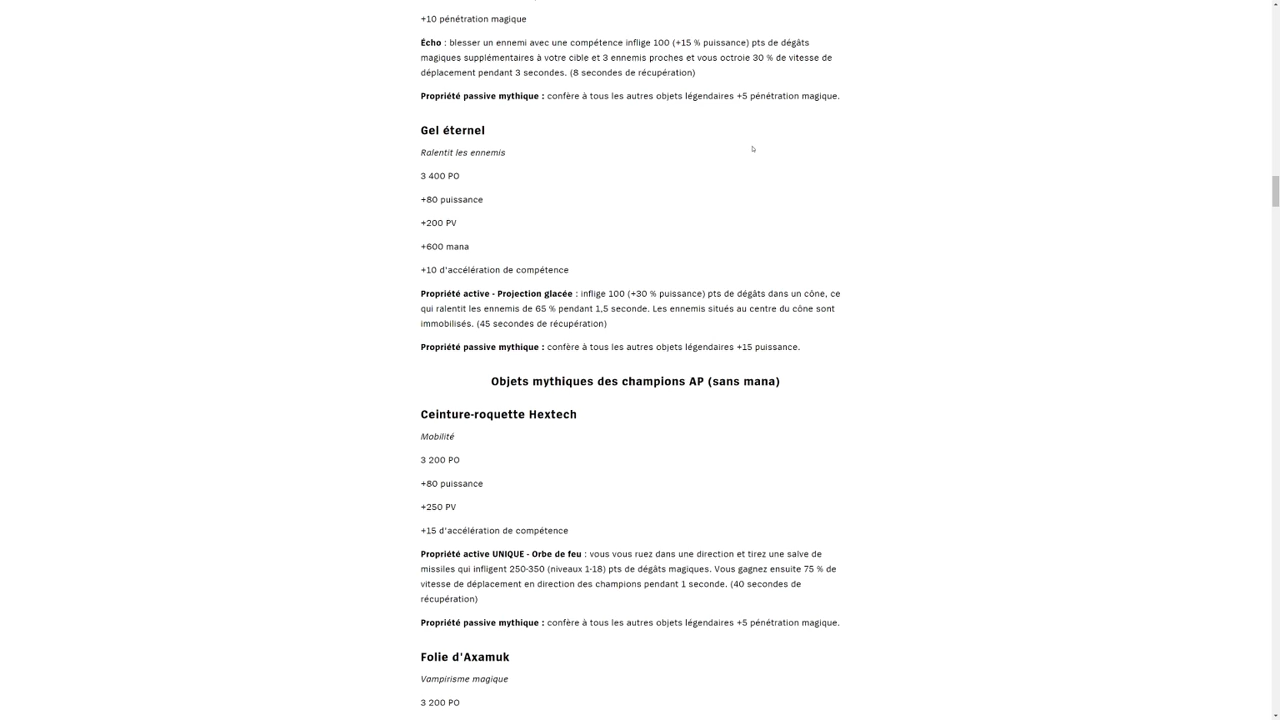 +10 pénétration magique
Écho : blesser un ennemi avec une compétence inflige 100 (+15 % puissance) pts de dégâts
magiques supplémentaires à votre cible et 3 ennemis proches et vous octroie 30 % de vitesse de
déplacement pendant 3 secondes. (8 secondes de récupération)
Propriété passive mythique : confère à tous les autres objets légendaires +5 pénétration magique.
Gel éternel
Ralentit les ennemis
3 400 PO
+80 puissance
+200 PV
+600 mana
+10 d'accélération de compétence
Propriété active - Projection glacée : inflige 100 (+30 % puissance) pts de dégâts dans un cône, ce
qui ralentit les ennemis de 65 % pendant 1,5 seconde. Les ennemis situés au centre du cône sont
immobilisés. (45 secondes de récupération)
Propriété passive mythique : confère à tous les autres objets légendaires +15 puissance.
Objets mythiques des champions AP (sans mana)
Ceinture-roquette Hextech
Mobilité
3 200 PO
+80 puissance
+250 PV
+15 d'accélération de compétence
Propriété active UNIQUE - Orbe de feu : vous vous ruez dans une direction et tirez une salve de
missiles qui infligent 250-350 (niveaux 1-18) pts de dégâts magiques. Vous gagnez ensuite 75 % de
vitesse de déplacement en direction des champions pendant 1 seconde. (40 secondes de
récupération)
Propriété passive mythique : confère à tous les autres objets légendaires +5 pénétration magique.
Folie d'Axamuk
Vampirisme magique
3 200 PO